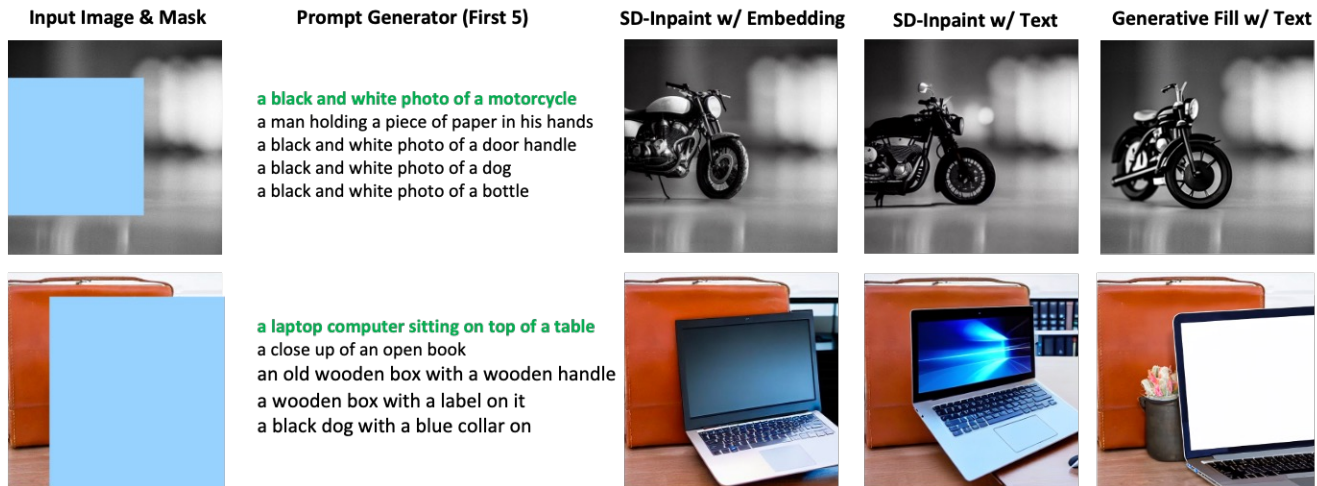 Input Image & Mask
Prompt Generator (First 5)
SD-Inpaint w/ Embedding
SD-Inpaint w/ Text
Generative Fill w/ Text
a black and white photo of a motorcycle
a man holding a piece of paper in his hands
a black and white photo of a door handle
a black and white photo of a dog
a black and white photo of a bottle
a laptop computer sitting on top of a table
a close up of an open book
an old wooden box with a wooden handle
a wooden box with a label on it
a black dog with a blue collar on